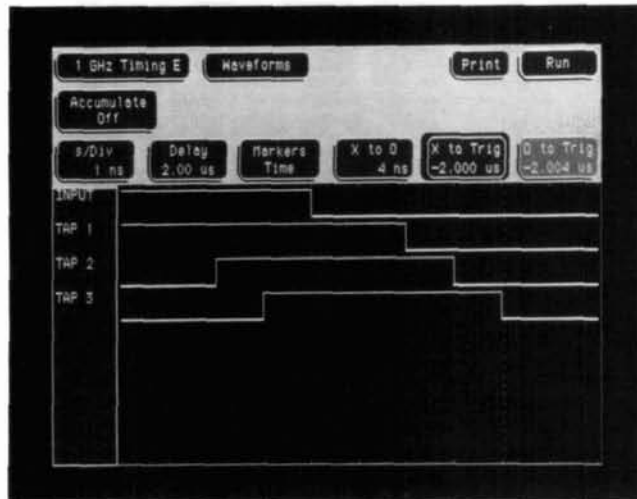 1 GHz Timing E Waveforms Print Run
Accumulate
Off
s/Div Delay Markers X to O X to Trig O to Trig
1 ns 2.00 us Time 4 ns -2.000 us -2.004 us
INPUT
TAP 1
TAP 2
TAP 3